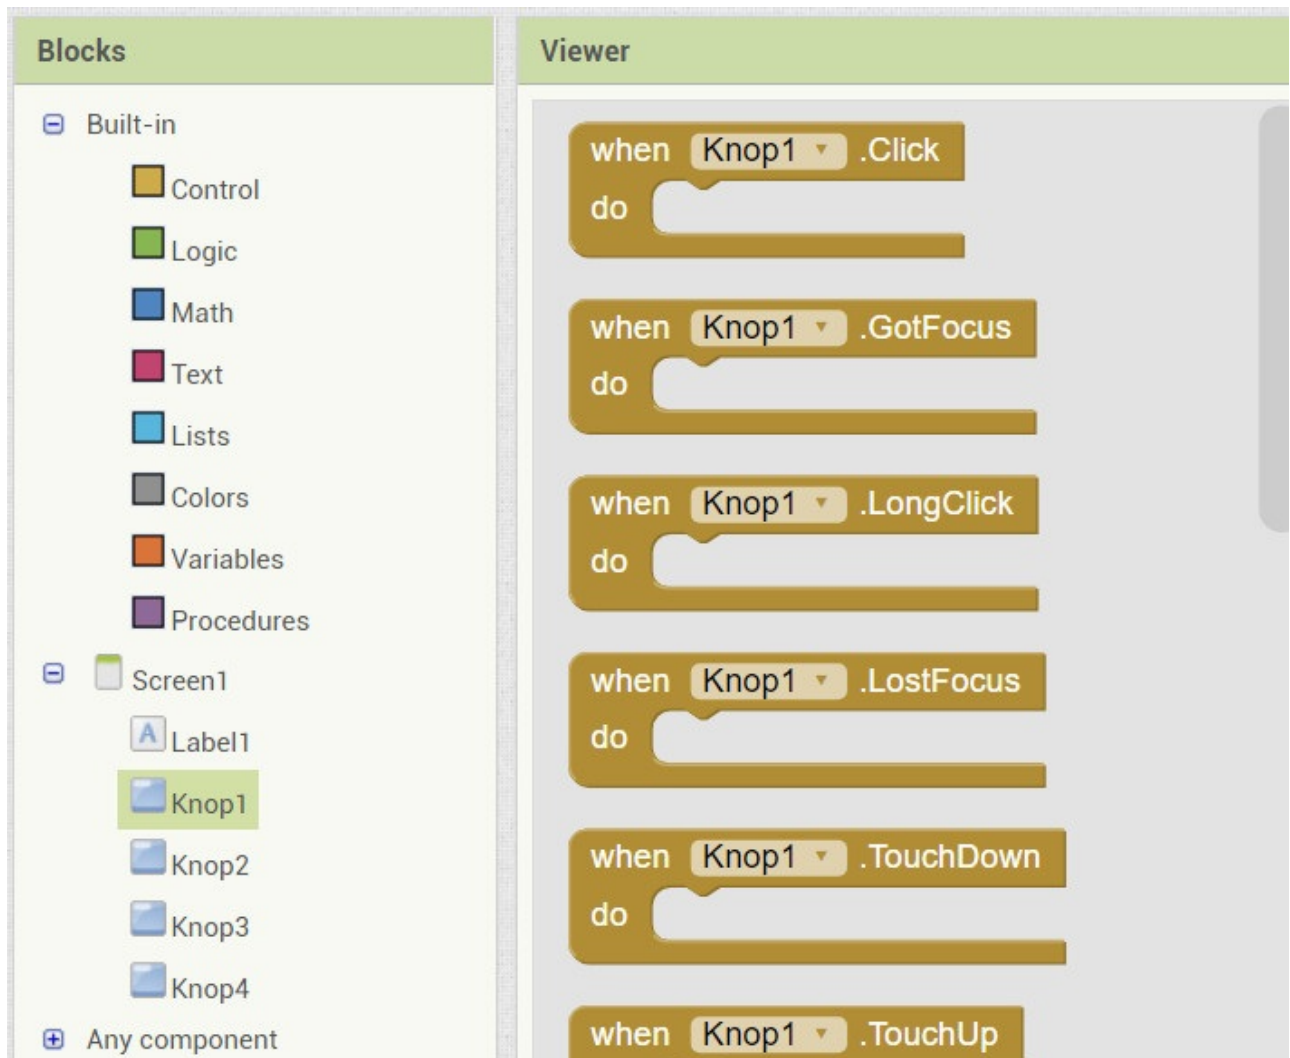 Blocks
Built-in
Control
Logic
Math
Text
Lists
Colors
Variables
Procedures
Screen1
Label1
Knop1
Knop2
Knop3
Knop4
Any component
Viewer
when Knop1 .Click
do
when Knop1 .GotFocus
do
when Knop1 .LongClick
do
when Knop1 .LostFocus
do
when Knop1 .TouchDown
do
when Knop1 .TouchUp